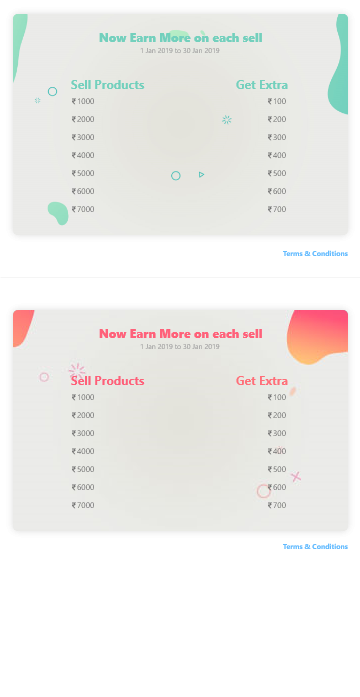 Now Earn More on each sell
1 Jan 2019 to 30 Jan 2019
Sell Products Get Extra
₹1000 ₹100
₹2000 ₹200
₹3000 ₹300
₹4000 ₹400
₹5000 ₹500
₹6000 ₹600
₹7000 ₹700
Terms & Conditions
Now Earn More on each sell
1 Jan 2019 to 30 Jan 2019
Sell Products Get Extra
₹1000 ₹100
₹2000 ₹200
₹3000 ₹300
₹4000 ₹400
₹5000 ₹500
₹6000 ₹600
₹7000 ₹700
Terms & Conditions